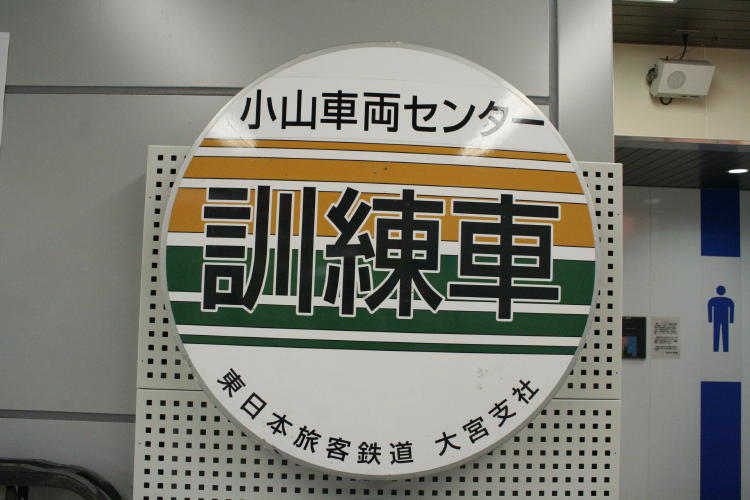 小山車両センター
訓練車
東日本旅客鉄道 大宮支社